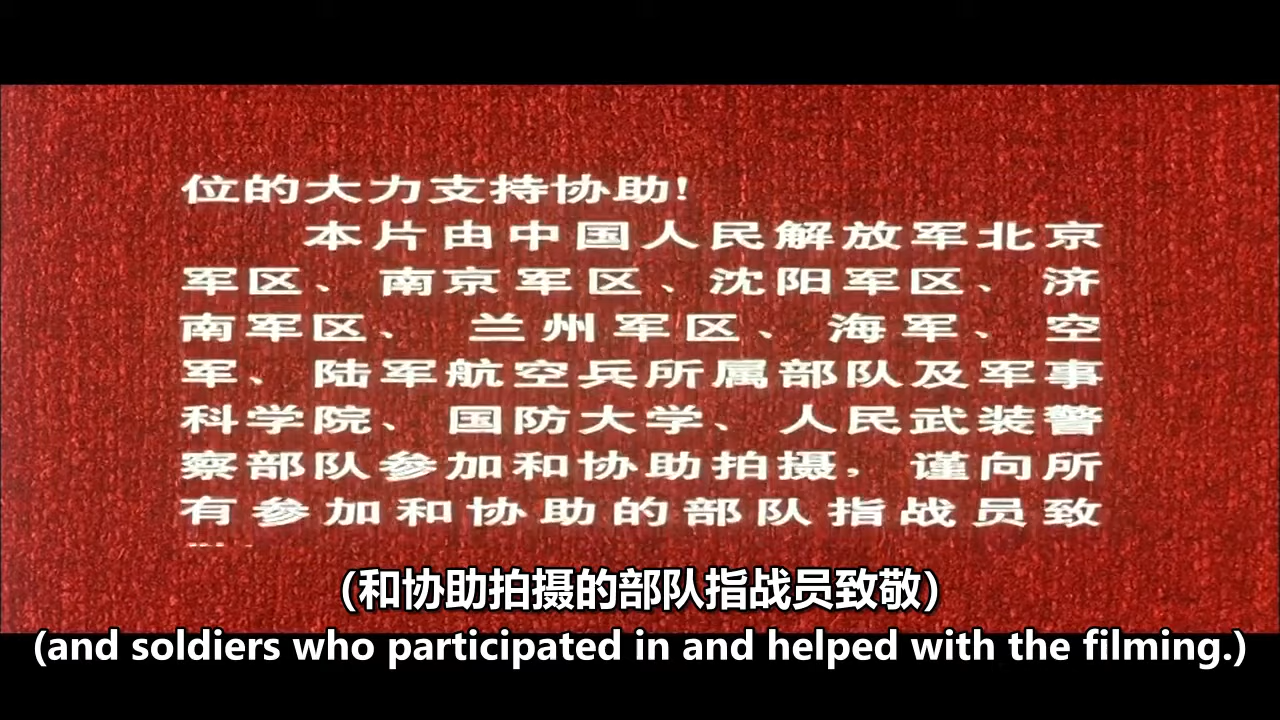 位的大力支持协助！
本片由中国人民解放军北京
军区、南京军区、沈阳军区、济
南军区、兰州军区、海军、空
军、陆军航空兵所属部队及军事
科学院、国防大学、人民武装警
察部队参加和协助拍摄，谨向所
有参加和协助的部队指战员致
（和协助拍摄的部队指战员致敬）
(and soldiers who participated in and helped with the filming.)